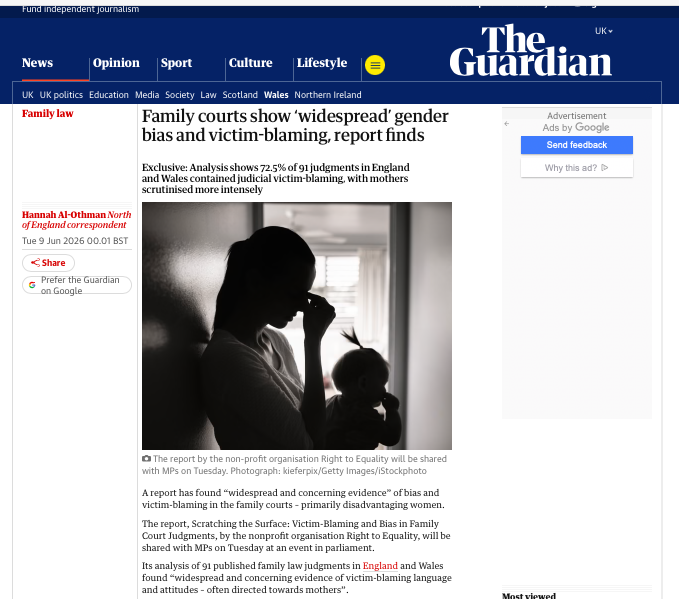 Fund independent journalism
The
Guardian
UK
News
Opinion
Sport
Culture
Lifestyle
UK UK politics Education Media Society Law Scotland Wales Northern Ireland
Family law
Family courts show ‘widespread’ gender
bias and victim-blaming, report finds
Exclusive: Analysis shows 72.5% of 91 judgments in England
and Wales contained judicial victim-blaming, with mothers
scrutinised more intensely
Hannah Al-Othman North
of England correspondent
Tue 9 Jun 2026 00.01 BST
Share
Prefer the Guardian
on Google
The report by the non-profit organisation Right to Equality will be shared
with MPs on Tuesday. Photograph: kieferpix/Getty Images/iStockphoto
A report has found “widespread and concerning evidence” of bias and
victim-blaming in the family courts – primarily disadvantaging women.
The report, Scratching the Surface: Victim-Blaming and Bias in Family
Court Judgments, by the nonprofit organisation Right to Equality, will be
shared with MPs on Tuesday at an event in parliament.
Its analysis of 91 published family law judgments in England and Wales
found “widespread and concerning evidence of victim-blaming language
and attitudes – often directed towards mothers”.
Advertisement
Ads by Google
Send feedback
Why this ad?
Most viewed